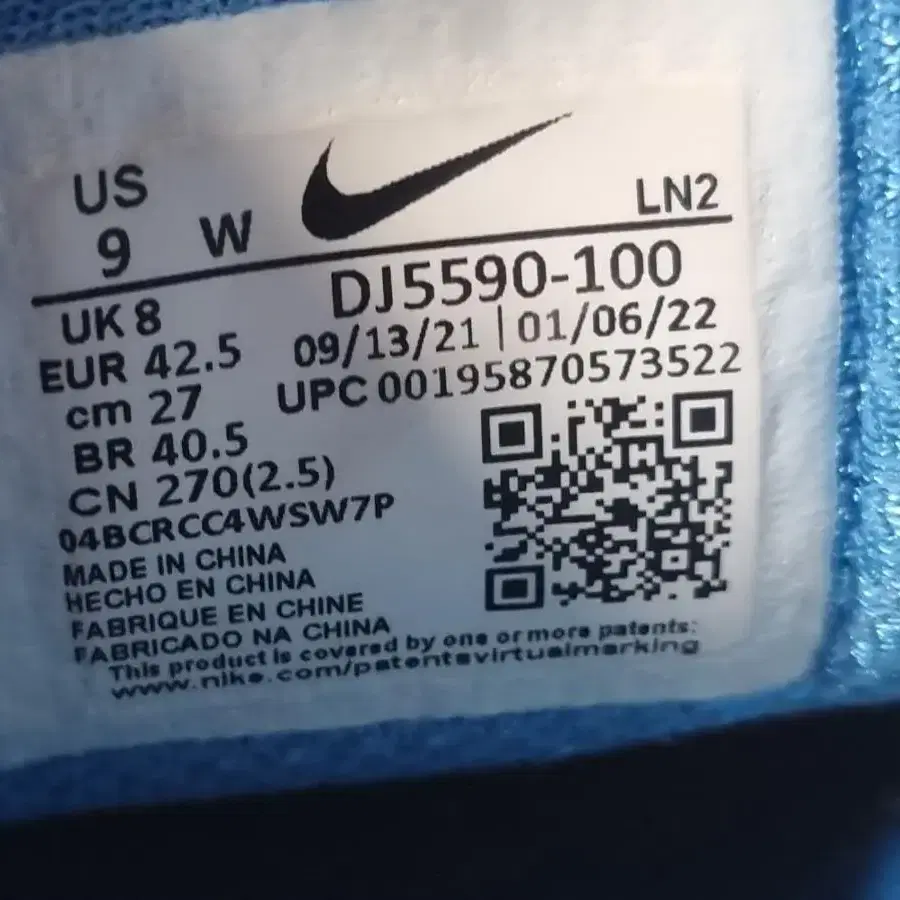 US
9 W
LN2
UK 8
EUR 42.5
cm 27
BR 40.5
CN 270(2.5)
04BCRCC4WSW7P
DJ5590-100
09/13/21 | 01/06/22
UPC 00195870573522
MADE IN CHINA
HECHO EN CHINA
FABRIQUE EN CHINE
FABRICADO NA CHINA
This product is covered by one or more patents:
www.nike.com/patentsvirtualmarking